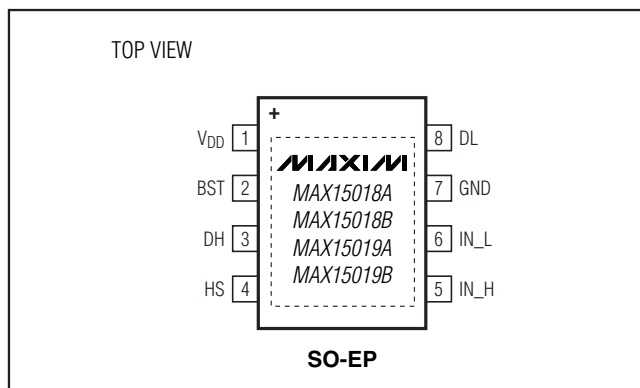 TOP VIEW
+
VDD 1
8 DL
MAXIM
BST 2
MAX15018A
7 GND
MAX15018B
DH 3
MAX15019A
6 IN_L
MAX15019B
HS 4
5 IN_H
SO-EP